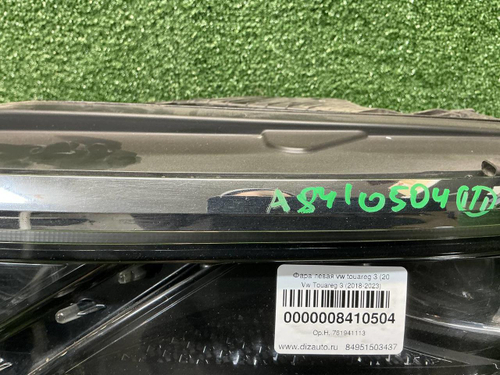 A8410504
Фара левая vw touareg 3 (20
Vw Touareg 3 (2018-2023)
0000008410504
Ор.Н. 761941113
www.dizauto.ru 84951503437